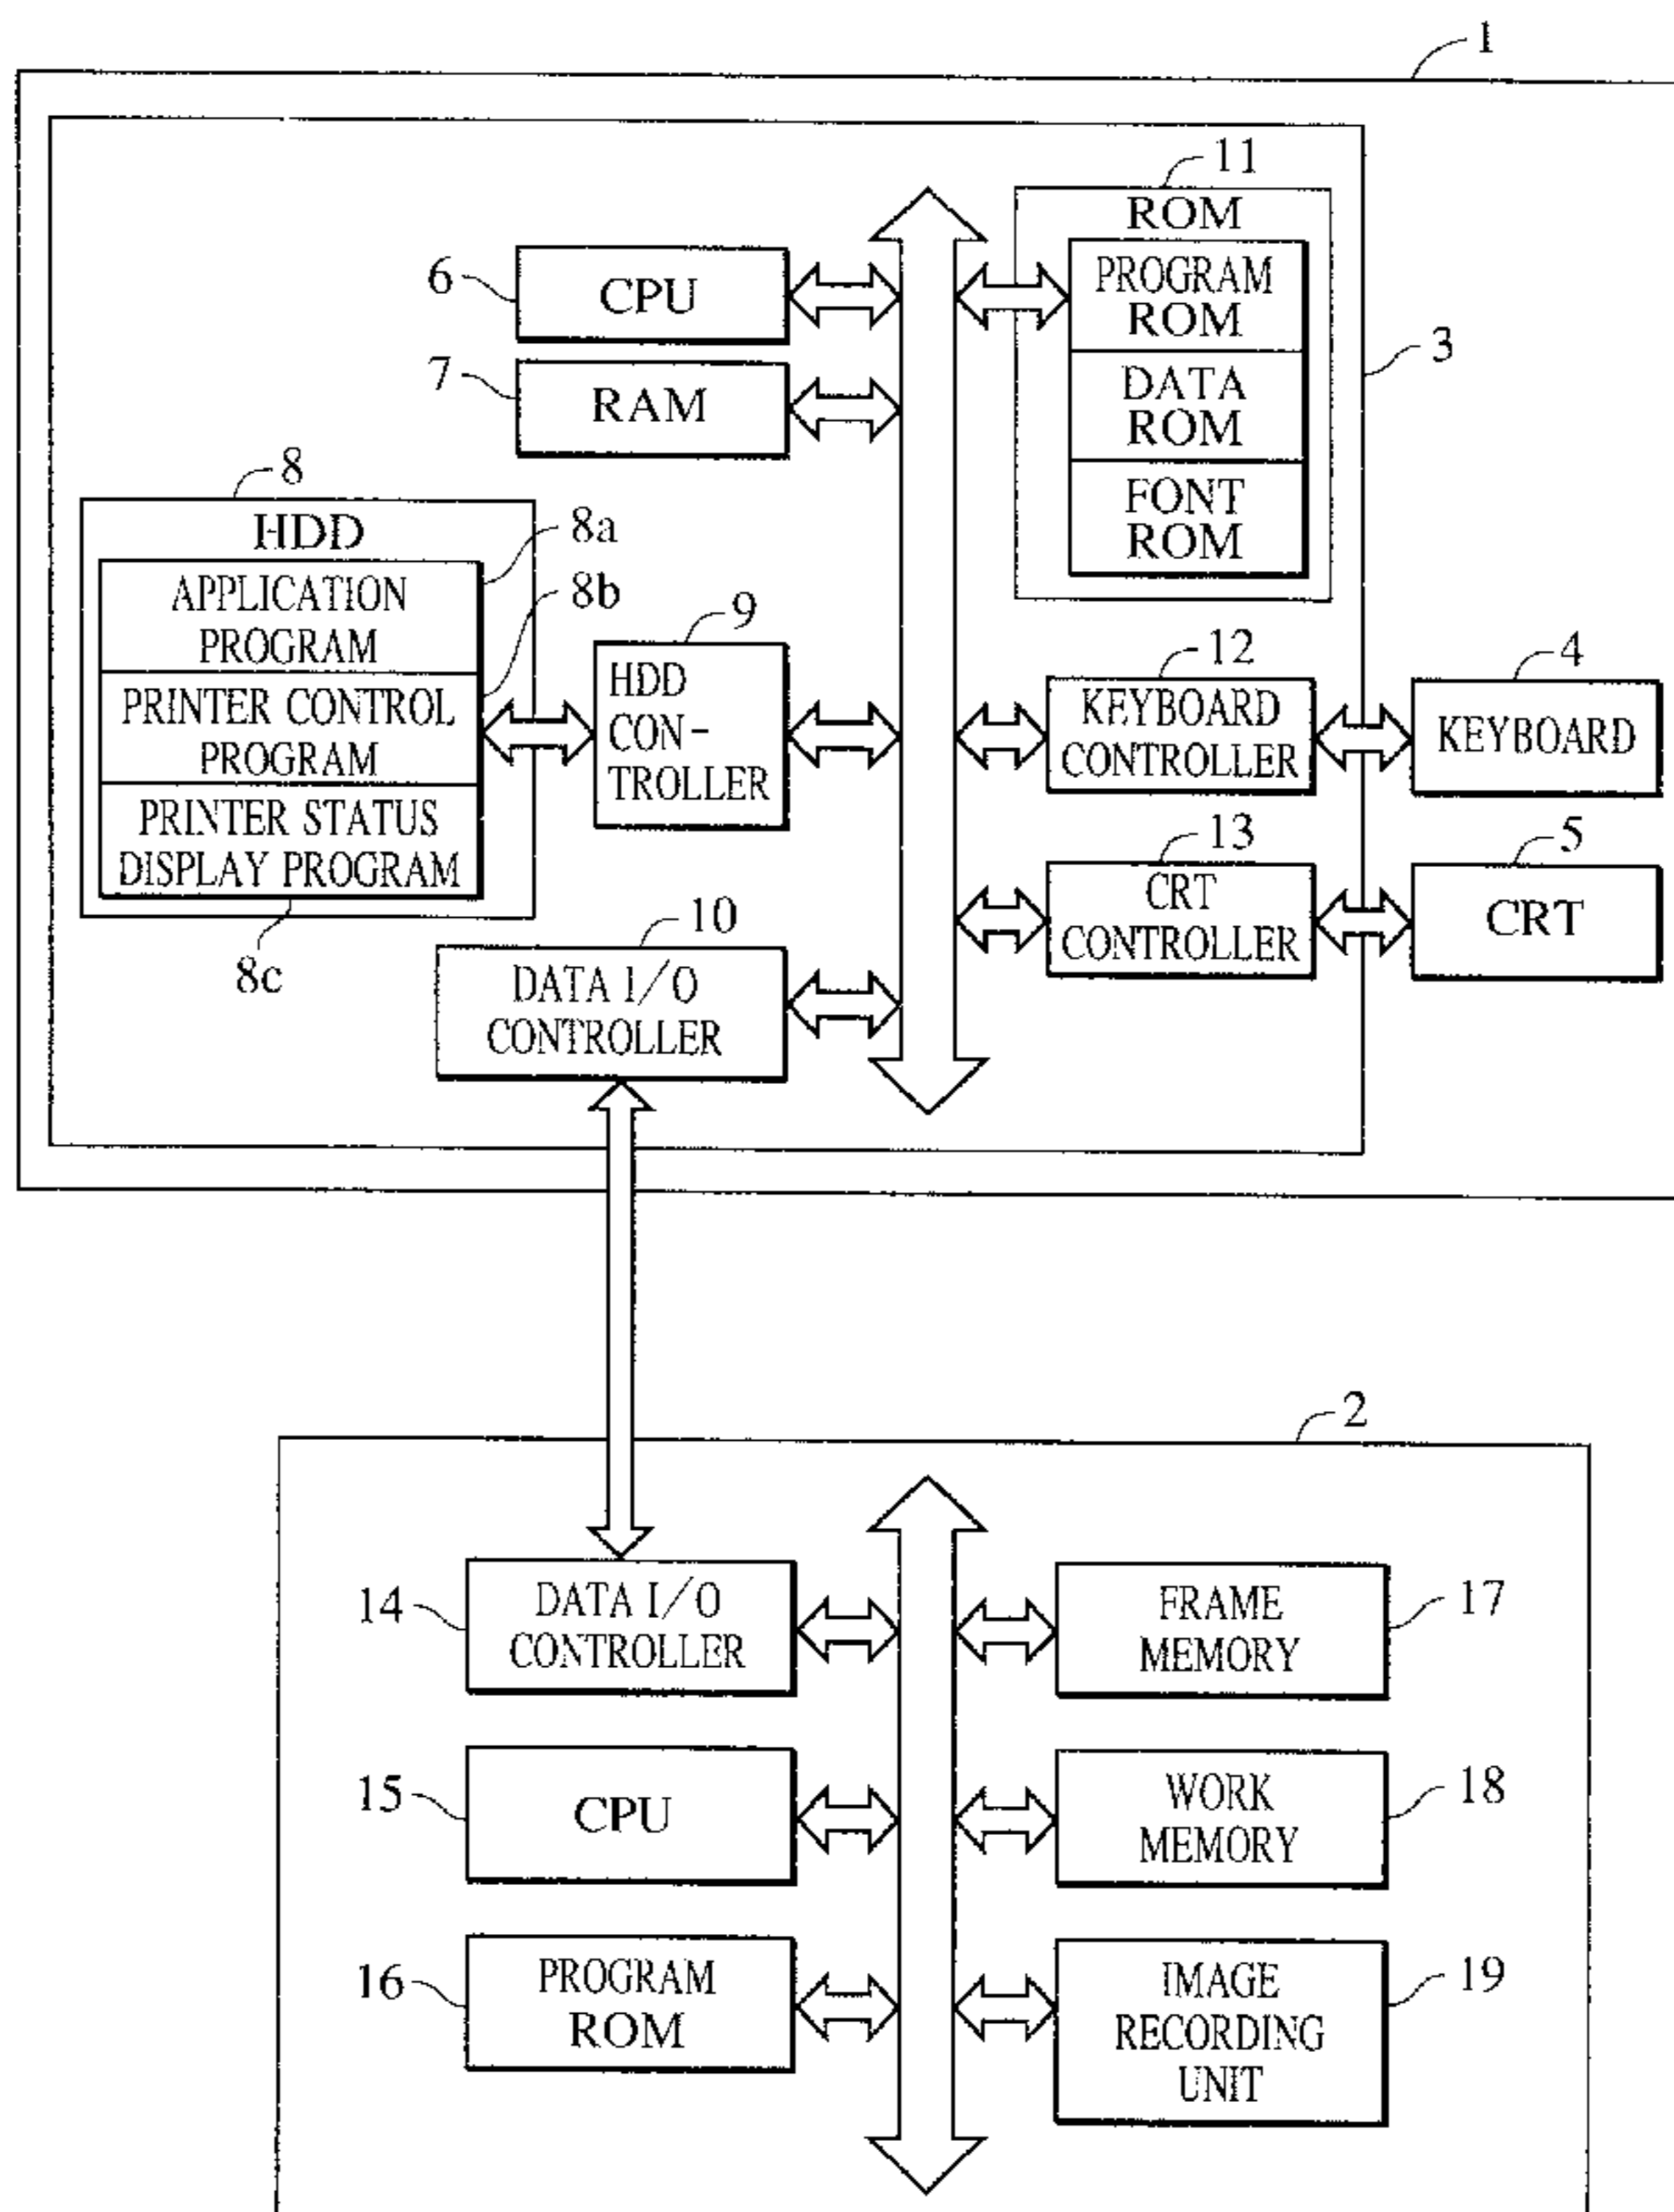 1
11
ROM
6
CPU
PROGRAM
ROM
7
RAM
3
DATA
ROM
FONT
ROM
8
HDD
8a
APPLICATION
PROGRAM
8b
PRINTER CONTROL
PROGRAM
PRINTER STATUS
DISPLAY PROGRAM
8c
9
HDD
CON-
TROLLER
12
KEYBOARD
CONTROLLER
4
KEYBOARD
13
CRT
CONTROLLER
5
CRT
10
DATA I/O
CONTROLLER
2
14
DATA I/O
CONTROLLER
FRAME
MEMORY
17
15
CPU
WORK
MEMORY
18
16
PROGRAM
ROM
IMAGE
RECORDING
UNIT
19